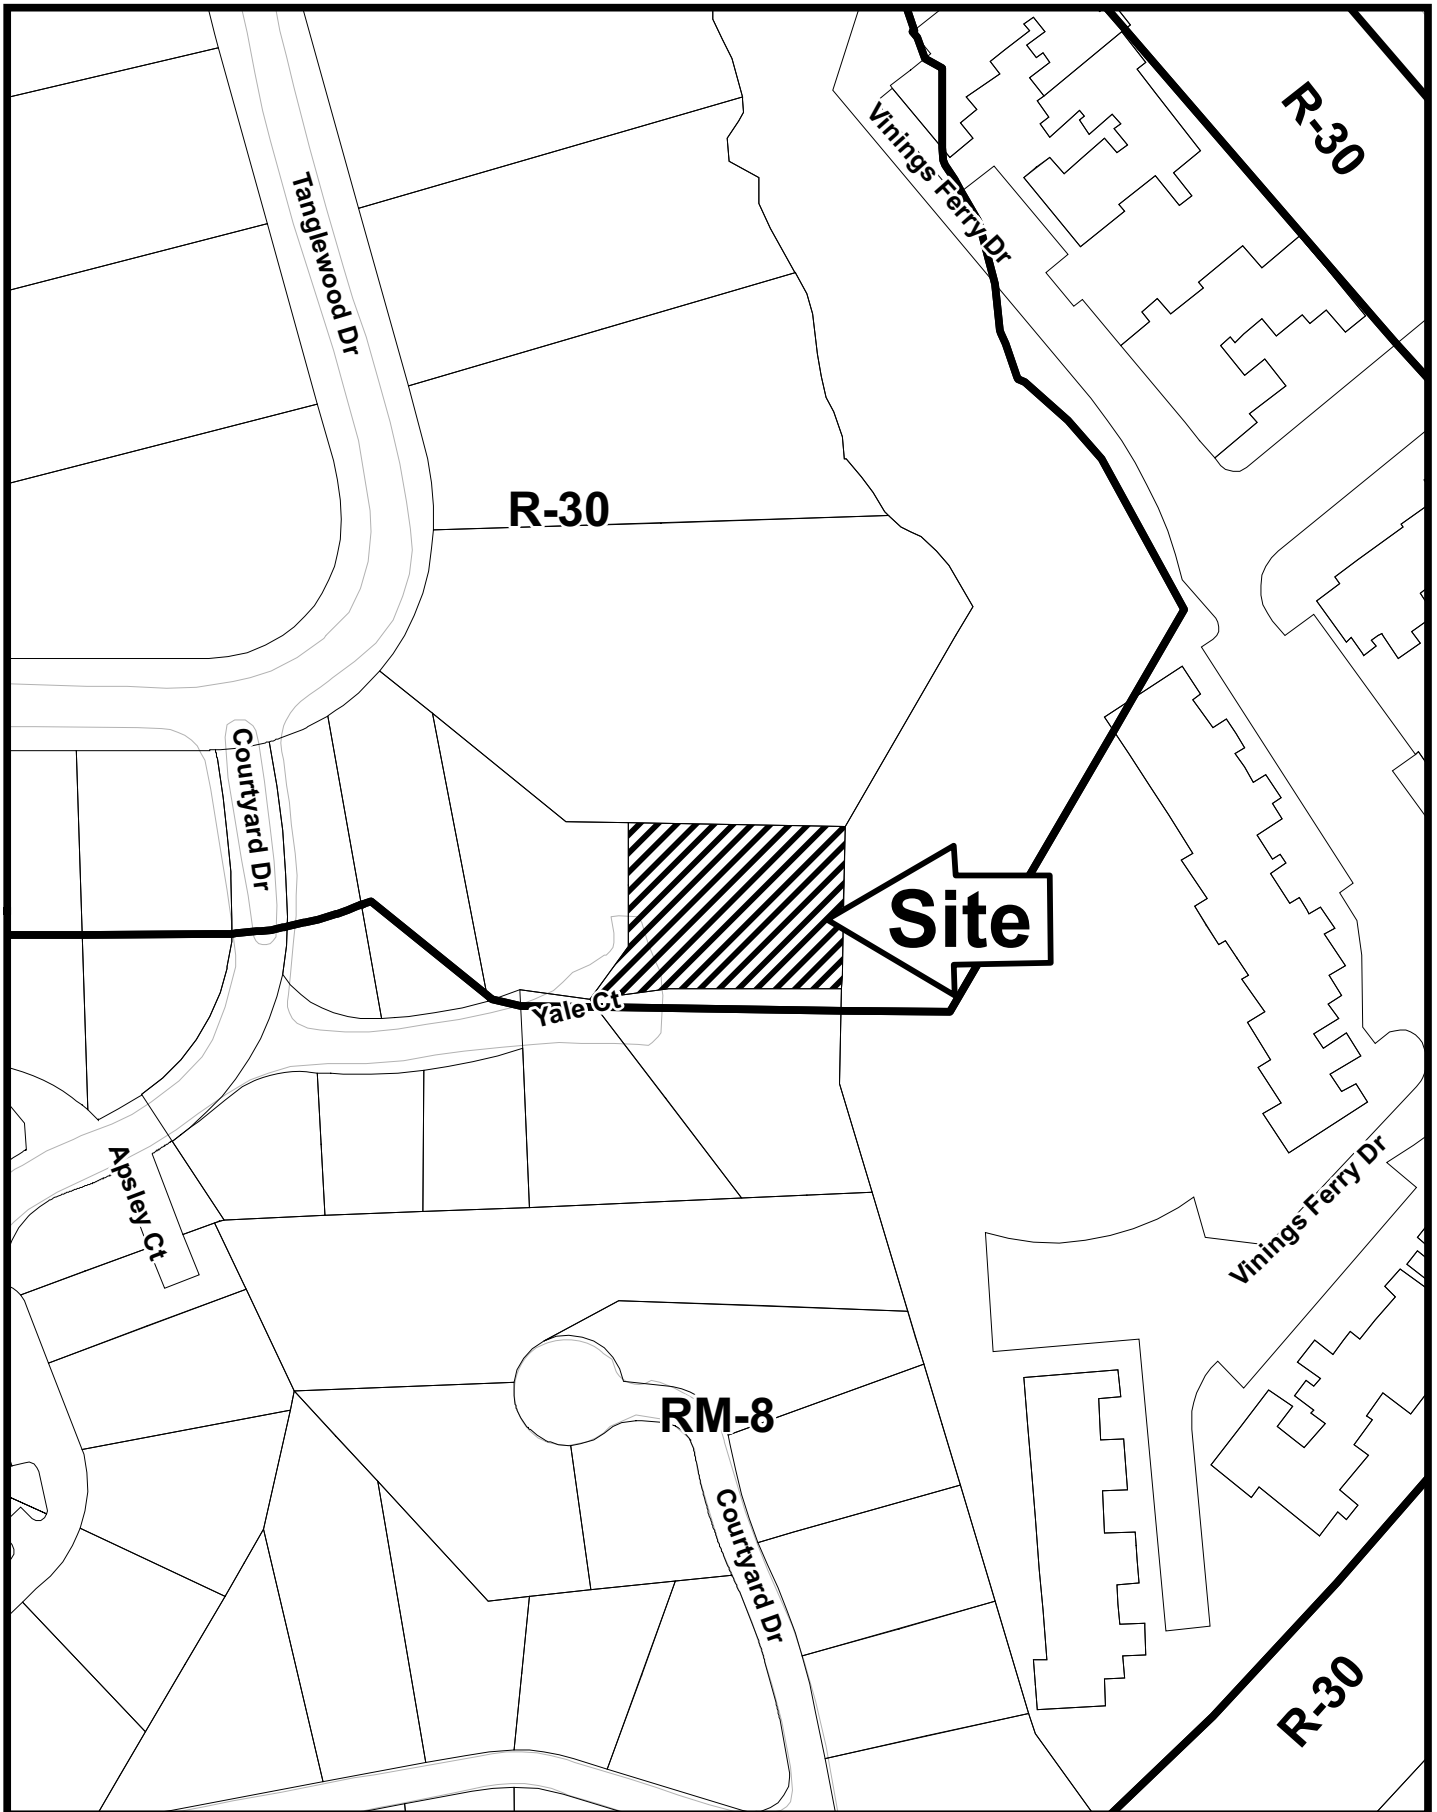 R-30
Vinings Ferry Dr
Tanglewood Dr
R-30
Courtyard Dr
Site
Yale Ct
Apsley Ct
Vinings Ferry Dr
RM-8
Courtyard Dr
R-30